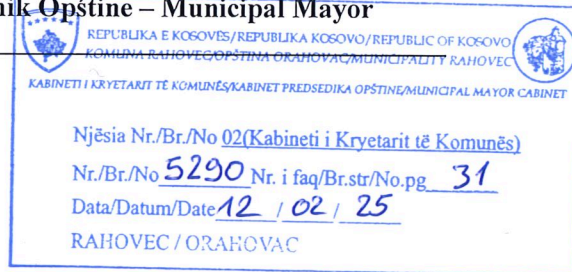 nik Opštine – Municipal Mayor
REPUBLIKA E KOSOVËS/REPUBLIKA KOSOVO/REPUBLIC OF KOSOVO
KOMUNA RAHOVEC/OPŠTINA ORAHOVAC/MUNICIPALITY RAHOVEC
KABINETI I KRYETARIT TË KOMUNËS/KABINET PREDSEDIKA OPŠTINE/MUNICIPAL MAYOR CABINET
Njësia Nr./Br./No 02(Kabineti i Kryetarit të Komunës)
Nr./Br./No 5290 Nr. i faq/Br.str/No.pg 31
Data/Datum/Date 12 / 02 / 25
RAHOVEC / ORAHOVAC